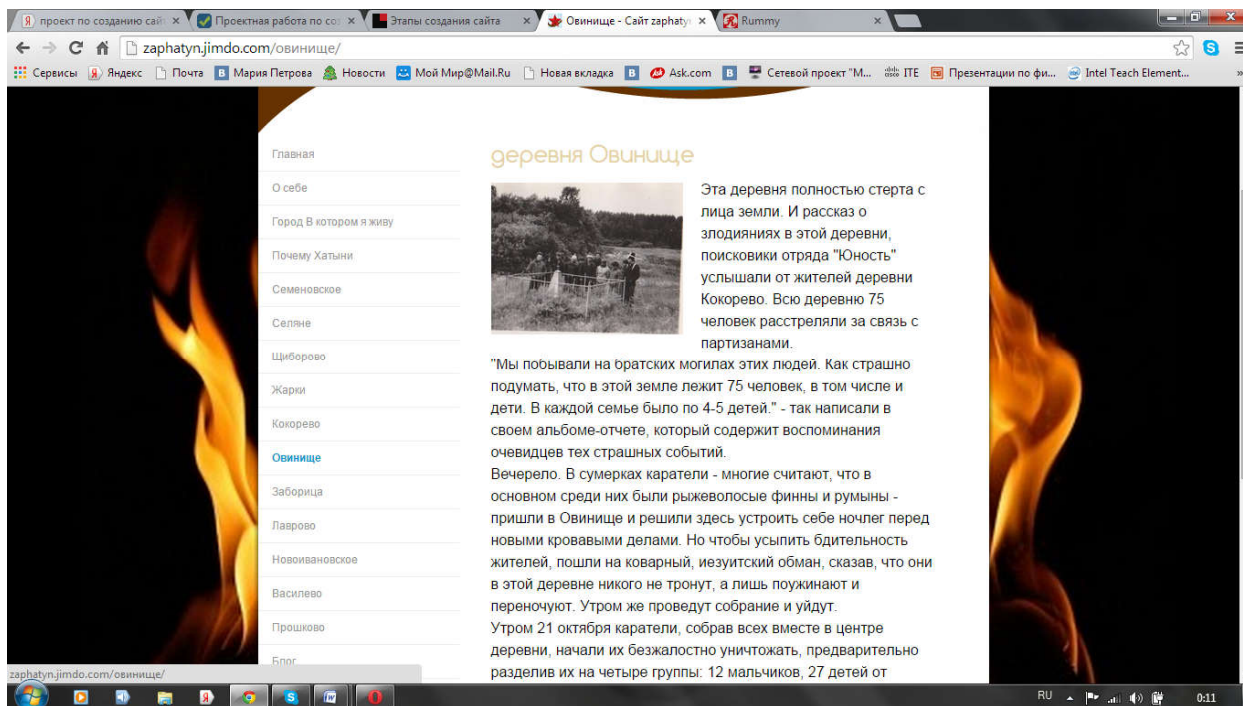 проект по созданию сай
Проектная работа по соз
Этапы создания сайта
Овинище - Сайт zaphaty
Rummy
zaphatyn.jimdo.com/овинище/
Сервисы
Яндекс
Почта
Мария Петрова
Новости
Мой Мир@Mail.Ru
Новая вкладка
Ask.com
Сетевой проект "М...
ITE
Презентации по фи...
Intel Teach Element...
Главная
О себе
Город В котором я живу
Почему Хатыни
Семеновское
Селяне
Щиборово
Жарки
Кокорево
Овинище
Заборица
Лаврово
Новоивановское
Василево
Прошково
Блог
деревня Овинище
Эта деревня полностью стерта с
лица земли. И рассказ о
злодияниях в этой деревни,
поисковики отряда "Юность"
услышали от жителей деревни
Кокорево. Всю деревню 75
человек расстреляли за связь с
партизанами.
"Мы побывали на братских могилах этих людей. Как страшно
подумать, что в этой земле лежит 75 человек, в том числе и
дети. В каждой семье было по 4-5 детей." - так написали в
своем альбоме-отчете, который содержит воспоминания
очевидцев тех страшных событий.
Вечерело. В сумерках каратели - многие считают, что в
основном среди них были рыжеволосые финны и румыны -
пришли в Овинище и решили здесь устроить себе ночлег перед
новыми кровавыми делами. Но чтобы усыпить бдительность
жителей, пошли на коварный, иезуитский обман, сказав, что они
в этой деревне никого не тронут, а лишь поужинают и
переночуют. Утром же проведут собрание и уйдут.
Утром 21 октября каратели, собрав всех вместе в центре
деревни, начали их безжалостно уничтожать, предварительно
разделив их на четыре группы: 12 мальчиков, 27 детей от
zaphatyn.jimdo.com/овинище/
RU
0:11